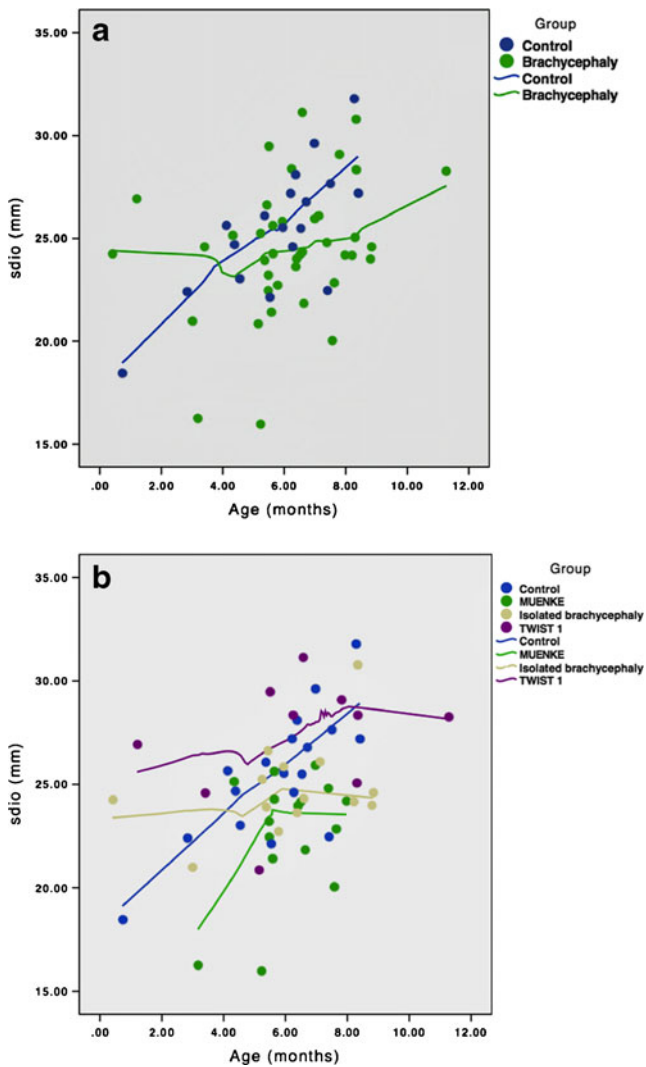 a
Group
Control
Brachycephaly
Control
Brachycephaly
35.00
30.00
25.00
20.00
15.00
sdio (mm)
.00 2.00 4.00 6.00 8.00 10.00 12.00
Age (months)
b
Group
Control
MUENKE
Isolated brachycephaly
TWIST 1
Control
MUENKE
Isolated brachycephaly
TWIST 1
35.00
30.00
25.00
20.00
15.00
sdio (mm)
.00 2.00 4.00 6.00 8.00 10.00 12.00
Age (months)